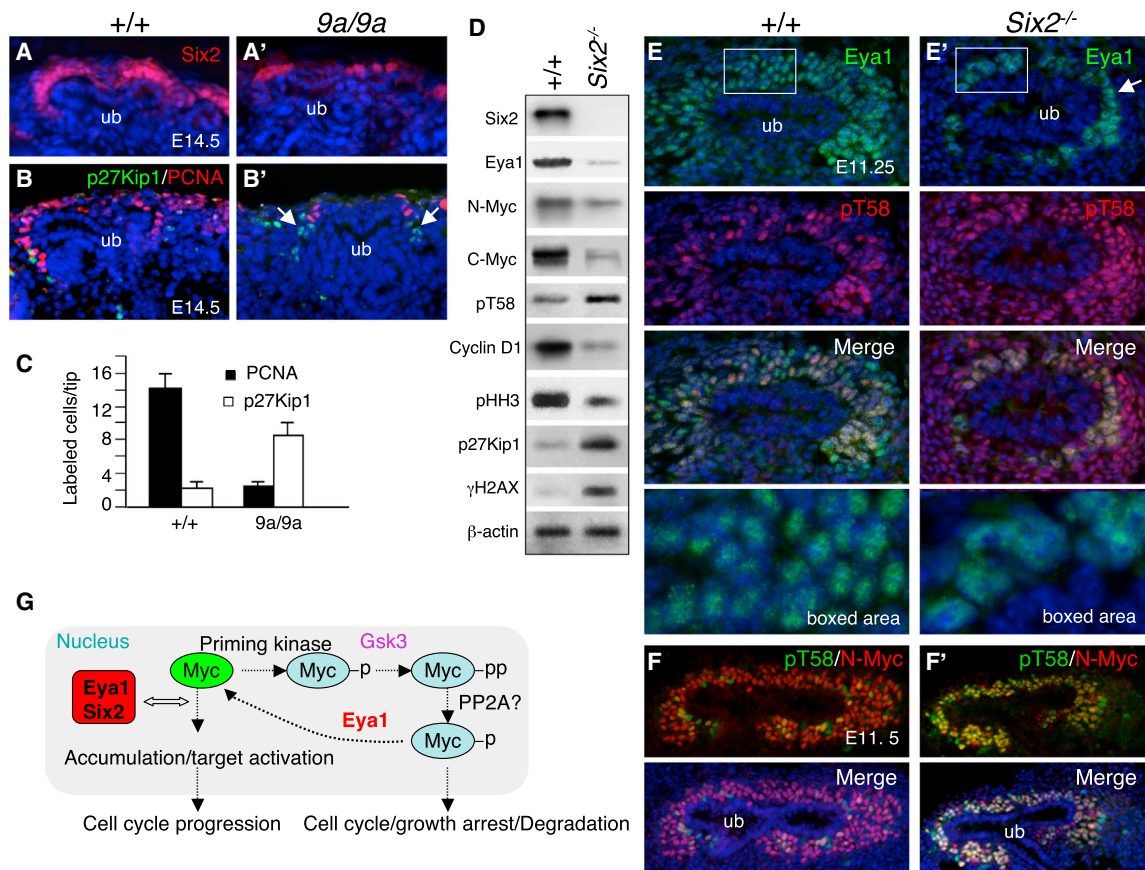 +/+
9a/9a
A
Six2
ub
E14.5
A'
ub
B
p27Kip1/PCNA
ub
E14.5
B'
ub
C
Labeled cells/tip
16
12
8
4
0
PCNA
p27Kip1
+/+
9a/9a
D
+/+
Six2-/-
Six2
Eya1
N-Myc
C-Myc
pT58
Cyclin D1
pHH3
p27Kip1
γH2AX
β-actin
+/+
Six2-/-
E
Eya1
ub
E11.25
E'
Eya1
ub
pT58
pT58
Merge
Merge
boxed area
boxed area
F
pT58/N-Myc
E11. 5
F'
pT58/N-Myc
Merge
ub
Merge
ub
G
Nucleus
Priming kinase
Gsk3
Myc
Myc
p
Myc
pp
Eya1
Six2
PP2A?
Eya1
Myc
p
Accumulation/target activation
Cell cycle progression
Cell cycle/growth arrest/Degradation